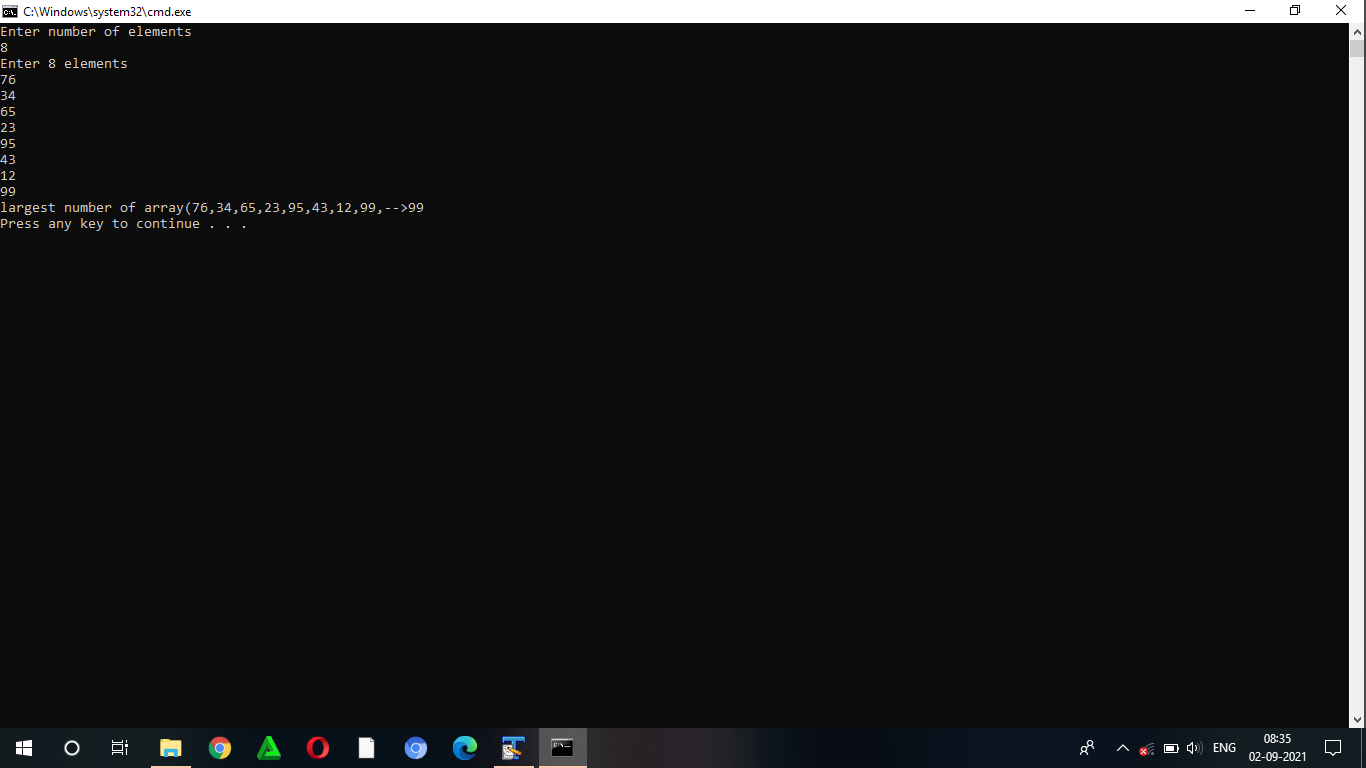 C:\Windows\system32\cmd.exe
Enter number of elements
8
Enter 8 elements
76
34
65
23
95
43
12
99
largest number of array(76,34,65,23,95,43,12,99,-->99
Press any key to continue . . .
ENG
08:35
02-09-2021